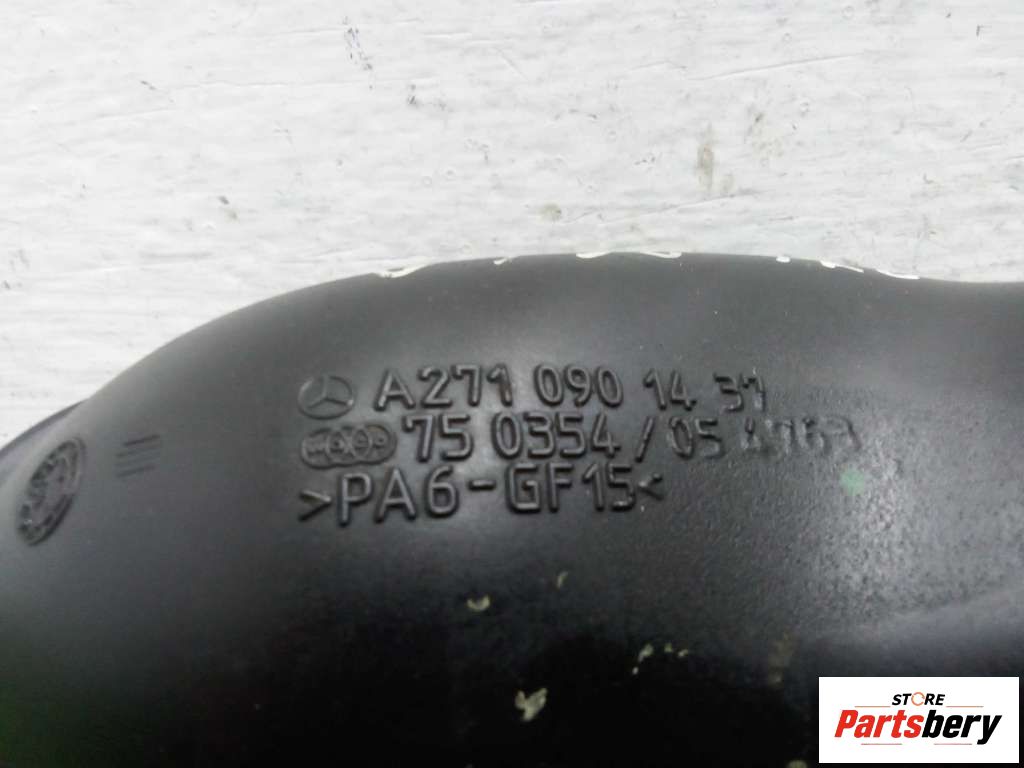 A271 090 14 31
75 0354/05
>PA6-GF15<
STORE
Partsbery